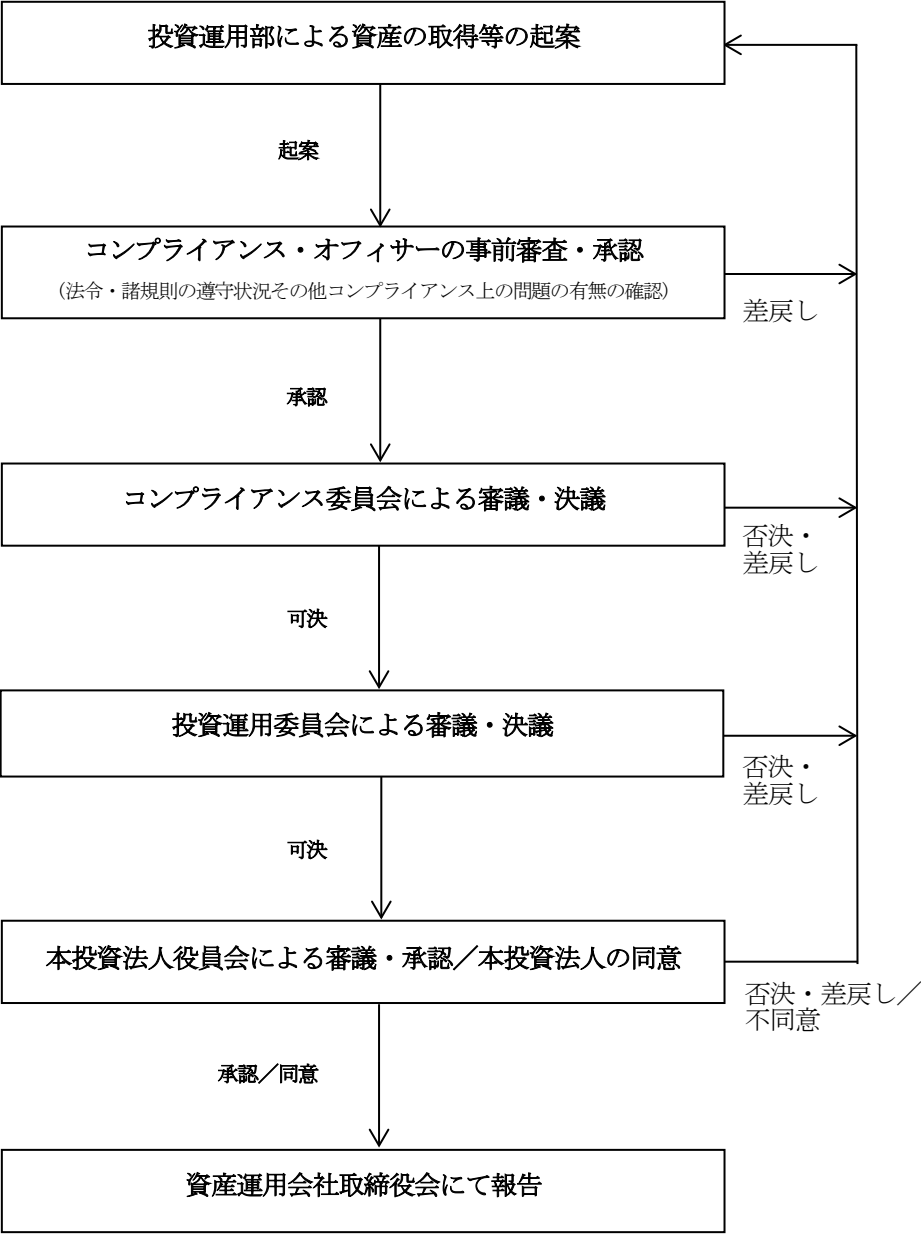 投資運用部による資産の取得等の起案
起案
コンプライアンス・オフィサーの事前審査・承認
（法令・諸規則の遵守状況その他コンプライアンス上の問題の有無の確認）
差戻し
承認
コンプライアンス委員会による審議・決議
否決・
差戻し
可決
投資運用委員会による審議・決議
否決・
差戻し
可決
本投資法人役員会による審議・承認／本投資法人の同意
否決・差戻し／
不同意
承認／同意
資産運用会社取締役会にて報告